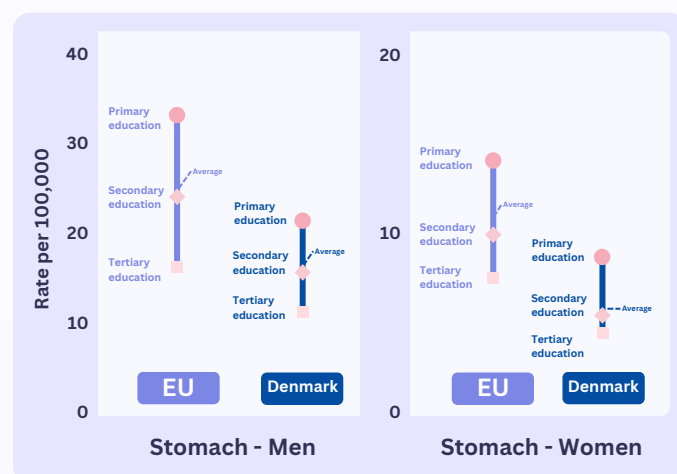 40
30
20
10
0
Rate per 100,000
Primary
education
Average
Secondary
education
Tertiary
education
EU
Primary
education
Average
Secondary
education
Tertiary
education
Denmark
Stomach - Men
20
10
0
Primary
education
Average
Secondary
education
Tertiary
education
EU
Primary
education
Secondary
education
Average
Tertiary
education
Denmark
Stomach - Women